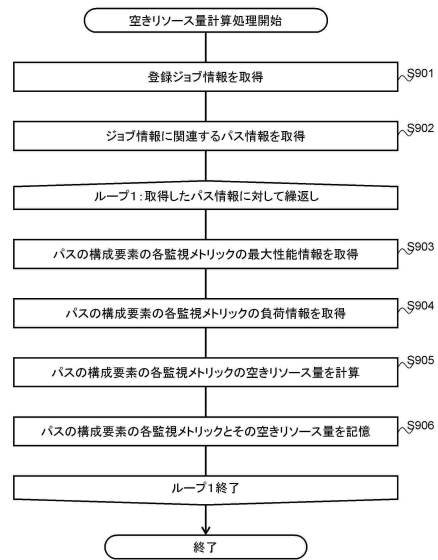 空きリソース量計算処理開始
登録ジョブ情報を取得
S901
ジョブ情報に関連するパス情報を取得
S902
ループ1:取得したパス情報に対して繰返し
パスの構成要素の各監視メトリックの最大性能情報を取得
S903
パスの構成要素の各監視メトリックの負荷情報を取得
S904
パスの構成要素の各監視メトリックの空きリソース量を計算
S905
パスの構成要素の各監視メトリックとその空きリソース量を記憶
S906
ループ1終了
終了